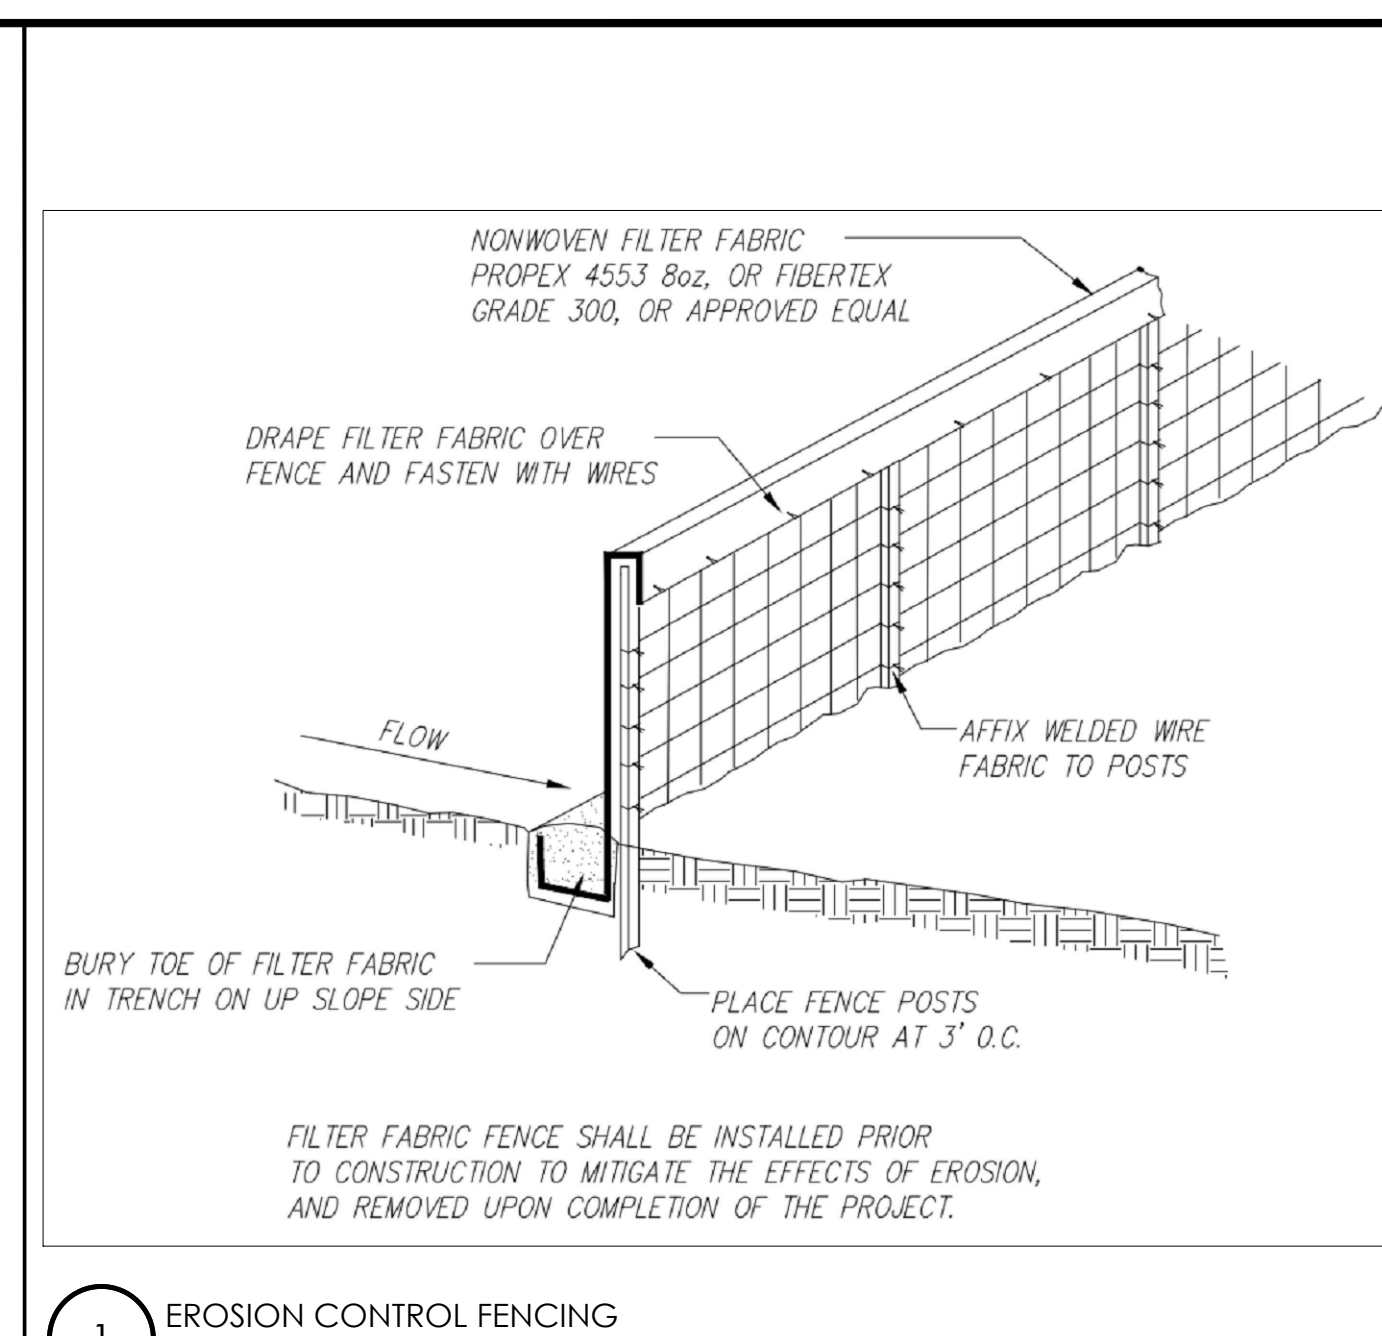 NONWOVEN FILTER FABRIC
PROPEX 4553 8oz, OR FIBERTEX
GRADE 300, OR APPROVED EQUAL
DRAPE FILTER FABRIC OVER
FENCE AND FASTEN WITH WIRES
FLOW
AFFIX WELDED WIRE
FABRIC TO POSTS
BURY TOE OF FILTER FABRIC
IN TRENCH ON UP SLOPE SIDE
PLACE FENCE POSTS
ON CONTOUR AT 3' O.C.
FILTER FABRIC FENCE SHALL BE INSTALLED PRIOR
TO CONSTRUCTION TO MITIGATE THE EFFECTS OF EROSION,
AND REMOVED UPON COMPLETION OF THE PROJECT.
1
EROSION CONTROL FENCING